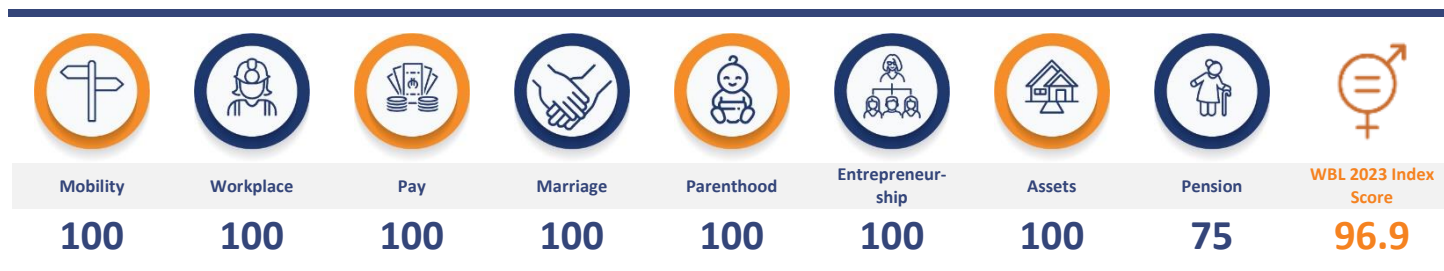 Mobility
Workplace
Pay
Marriage
Parenthood
Entrepreneur-
ship
Assets
Pension
WBL 2023 Index
Score
100
100
100
100
100
100
100
75
96.9